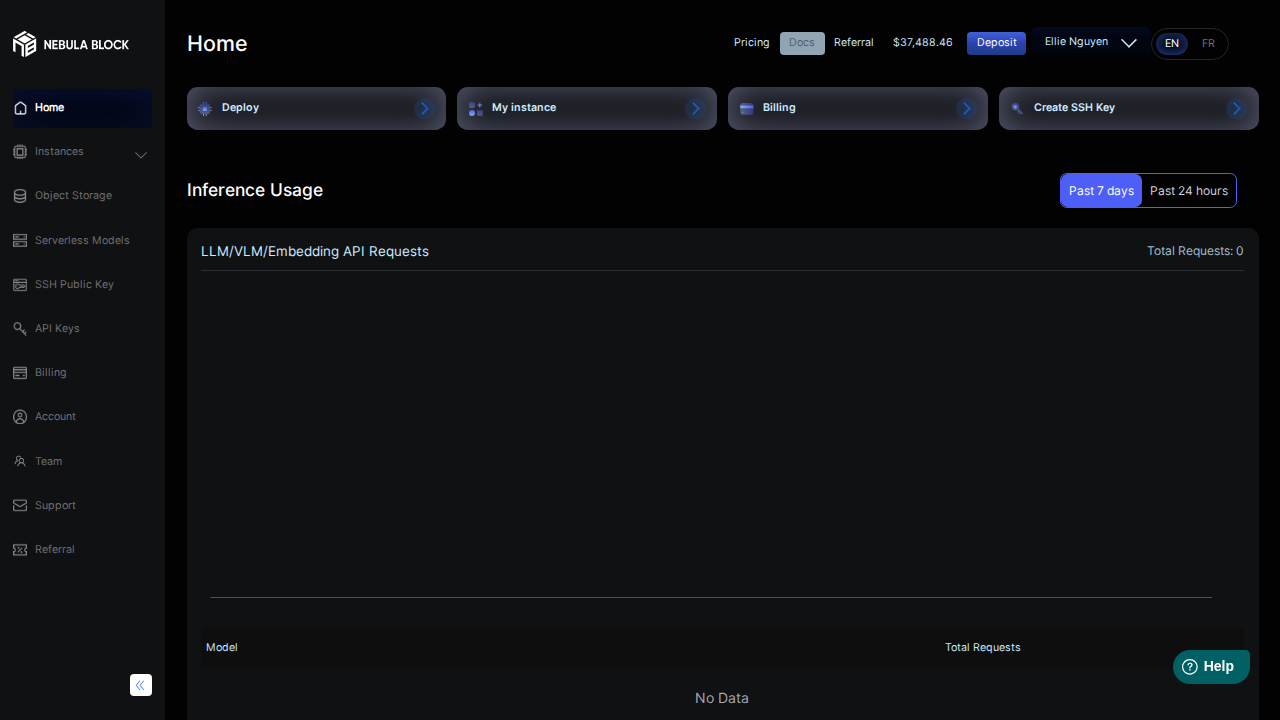 NEBULA BLOCK
Home
Instances
Object Storage
Serverless Models
SSH Public Key
API Keys
Billing
Account
Team
Support
Referral
Home
Pricing
Docs
Referral
$37,488.46
Deposit
Ellie Nguyen
EN
FR
Deploy
My instance
Billing
Create SSH Key
Inference Usage
Past 7 days
Past 24 hours
LLM/VLM/Embedding API Requests
Total Requests: 0
Model
Total Requests
No Data
Help